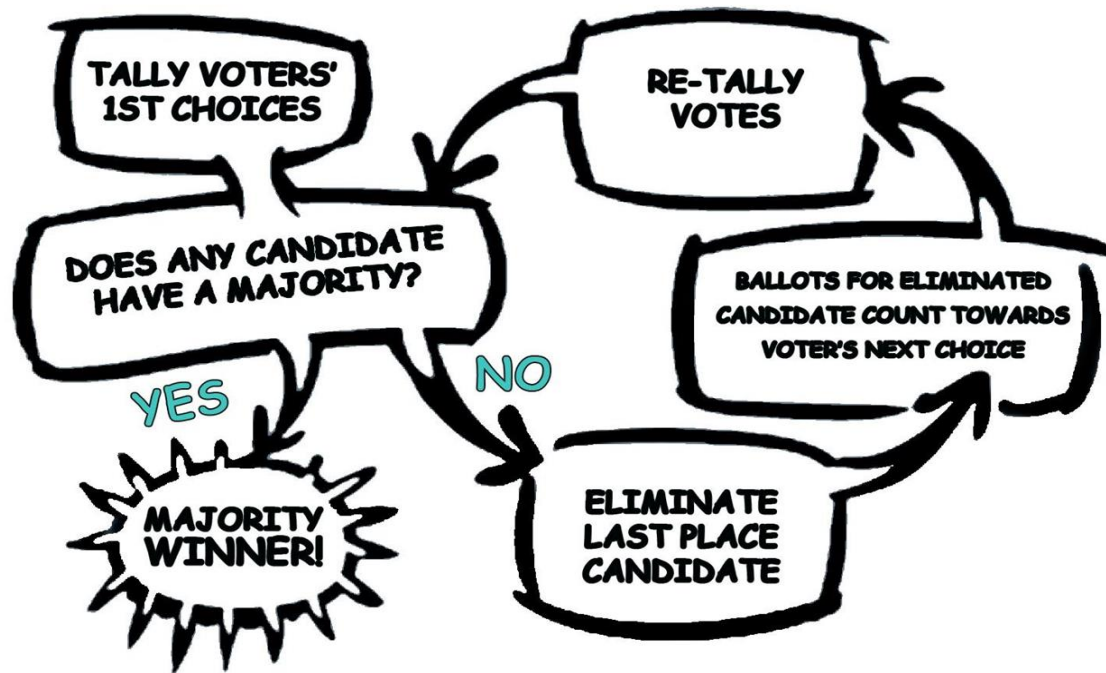 TALLY VOTERS'
1ST CHOICES
DOES ANY CANDIDATE
HAVE A MAJORITY?
YES
MAJORITY
WINNER!
NO
ELIMINATE
LAST PLACE
CANDIDATE
BALLOTS FOR ELIMINATED
CANDIDATE COUNT TOWARDS
VOTER'S NEXT CHOICE
RE-TALLY
VOTES